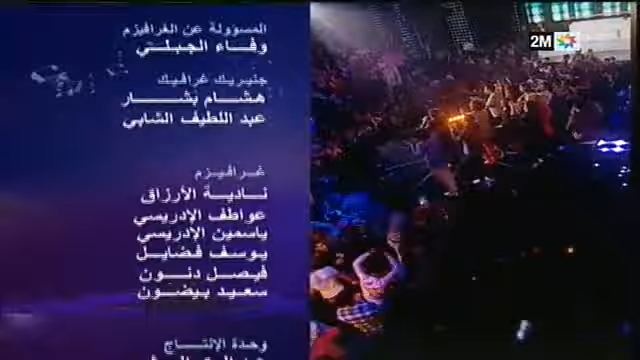 المسؤولة عن الغرافيزم
وفاء الجبلتي
جنيريك غرافيك
هشام بشار
عبد اللطيف الشابي
غرافيزم
نادية الأرزاق
عواطف الإدريسي
ياسمين الإدريسي
يوسف فضايل
فيصل دنون
سعيد بيضون
وحدة الإنتاج
2M